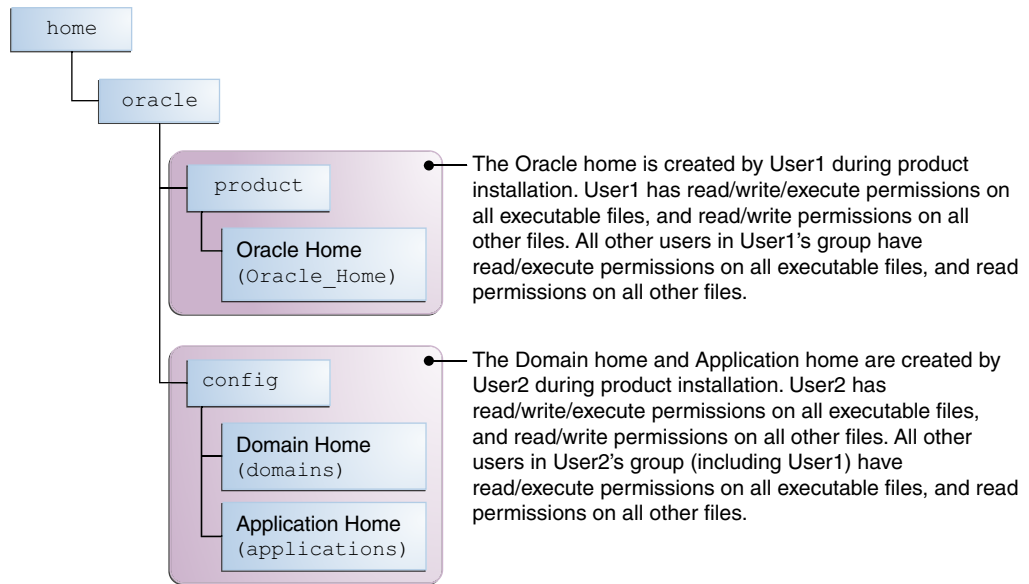 home
oracle
product
Oracle Home
(Oracle_Home)
The Oracle home is created by User1 during product
installation. User1 has read/write/execute permissions on
all executable files, and read/write permissions on all
other files. All other users in User1's group have
read/execute permissions on all executable files, and read
permissions on all other files.
config
Domain Home
(domains)
Application Home
(applications)
The Domain home and Application home are created by
User2 during product installation. User2 has
read/write/execute permissions on all executable files,
and read/write permissions on all other files. All other
users in User2's group (including User1) have
read/execute permissions on all executable files, and read
permissions on all other files.